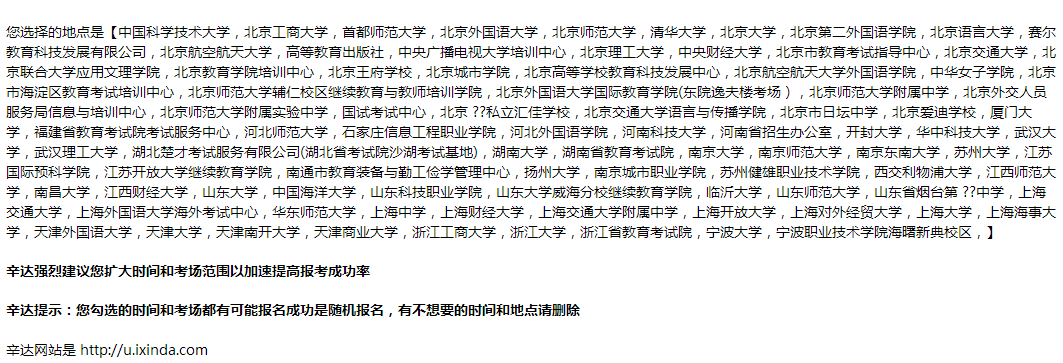 您选择的地点是【中国科学技术大学，北京工商大学，首都师范大学，北京外国语大学，北京师范大学，清华大学，北京大学，北京第二外国语学院，北京语言大学，赛尔
教育科技发展有限公司，北京航空航天大学，高等教育出版社，中央广播电视大学培训中心，北京理工大学，中央财经大学，北京市教育考试指导中心，北京交通大学，北
京联合大学应用文理学院，北京教育学院培训中心，北京王府学校，北京城市学院，北京高等学校教育科技发展中心，北京航空航天大学外国语学院，中华女子学院，北京
市海淀区教育考试培训中心，北京师范大学辅仁校区继续教育与教师培训学院，北京外国语大学国际教育学院(东院逸夫楼考场 )，北京师范大学附属中学，北京外交人员
服务局信息与培训中心，北京师范大学附属实验中学，国试考试中心，北京 ??私立汇佳学校，北京交通大学语言与传播学院，北京市日坛中学，北京爱迪学校，厦门大
学，福建省教育考试院考试服务中心，河北师范大学，石家庄信息工程职业学院，河北外国语学院，河南科技大学，河南省招生办公室，开封大学，华中科技大学，武汉大
学，武汉理工大学，湖北楚才考试服务有限公司(湖北省考试院沙湖考试基地)，湖南大学，湖南省教育考试院，南京大学，南京师范大学，南京东南大学，苏州大学，江苏
国际预科学院，江苏开放大学继续教育学院，南通市教育装备与勤工俭学管理中心，扬州大学，南京城市职业学院，苏州健雄职业技术学院，西交利物浦大学，江西师范大
学，南昌大学，江西财经大学，山东大学，中国海洋大学，山东科技职业学院，山东大学威海分校继续教育学院，临沂大学，山东师范大学，山东省烟台第 ??中学，上海
交通大学，上海外国语大学海外考试中心，华东师范大学，上海中学，上海财经大学，上海交通大学附属中学，上海开放大学，上海对外经贸大学，上海大学，上海海事大
学，天津外国语大学，天津大学，天津南开大学，天津商业大学，浙江工商大学，浙江大学，浙江省教育考试院，宁波大学，宁波职业技术学院海曙新典校区，】
辛达强烈建议您扩大时间和考场范围以加速提高报考成功率
辛达提示：您勾选的时间和考场都有可能报名成功是随机报名，有不想要的时间和地点请删除
辛达网站是 http://u.ixinda.com